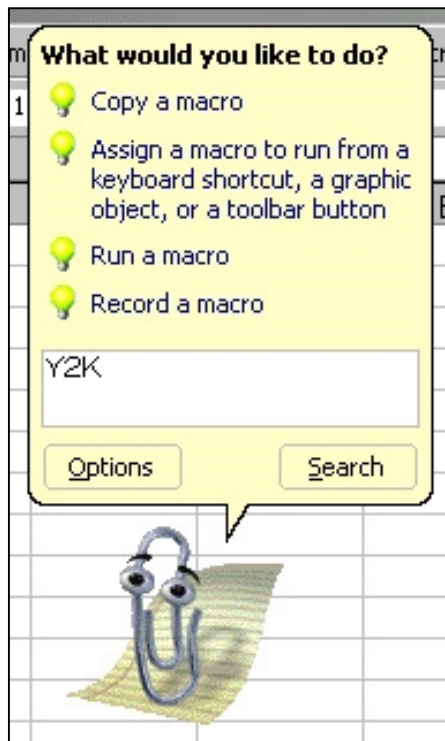 What would you like to do?
Copy a macro
Assign a macro to run from a
keyboard shortcut, a graphic
object, or a toolbar button
Run a macro
Record a macro
Y2K
Options
Search